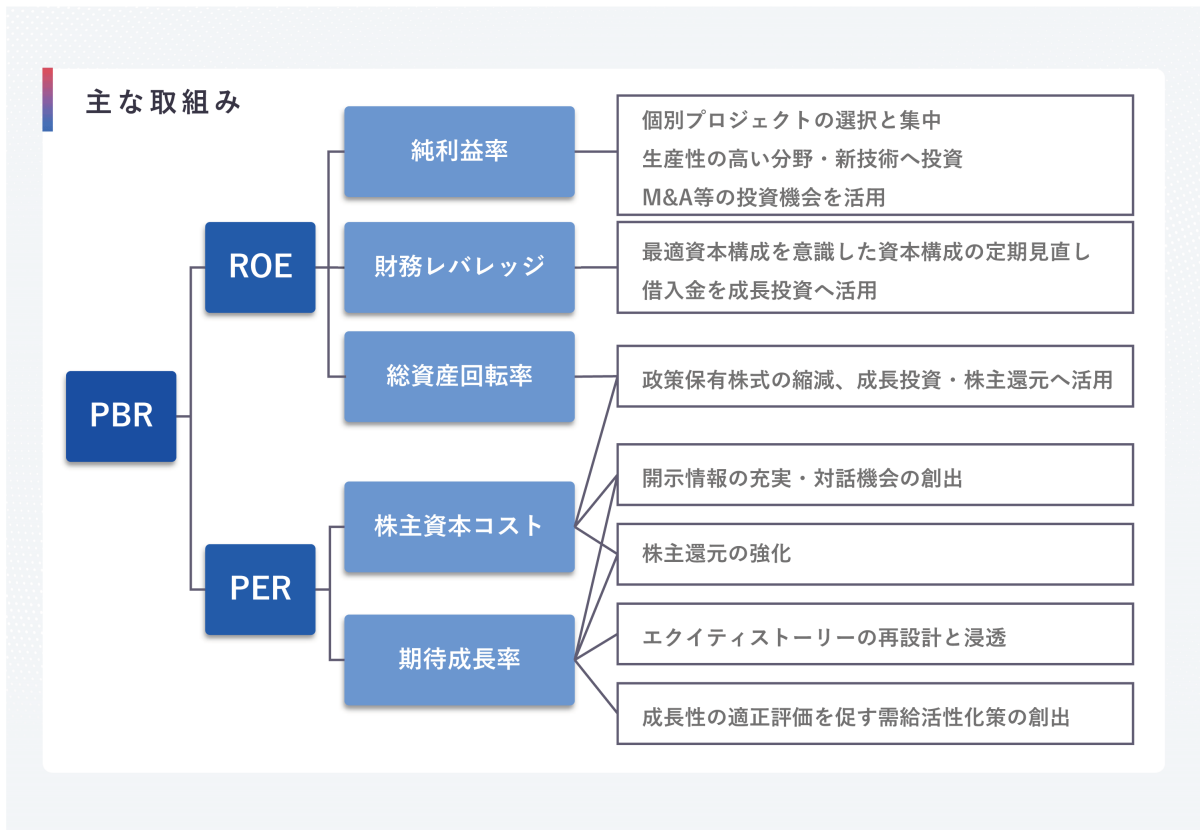 主な取組み
PBR
ROE
純利益率
個別プロジェクトの選択と集中
生産性の高い分野・新技術へ投資
M&A等の投資機会を活用
財務レバレッジ
最適資本構成を意識した資本構成の定期見直し
借入金を成長投資へ活用
総資産回転率
政策保有株式の縮減、成長投資・株主還元へ活用
PER
株主資本コスト
開示情報の充実・対話機会の創出
株主還元の強化
期待成長率
エクイティストーリーの再設計と浸透
成長性の適正評価を促す需給活性化策の創出